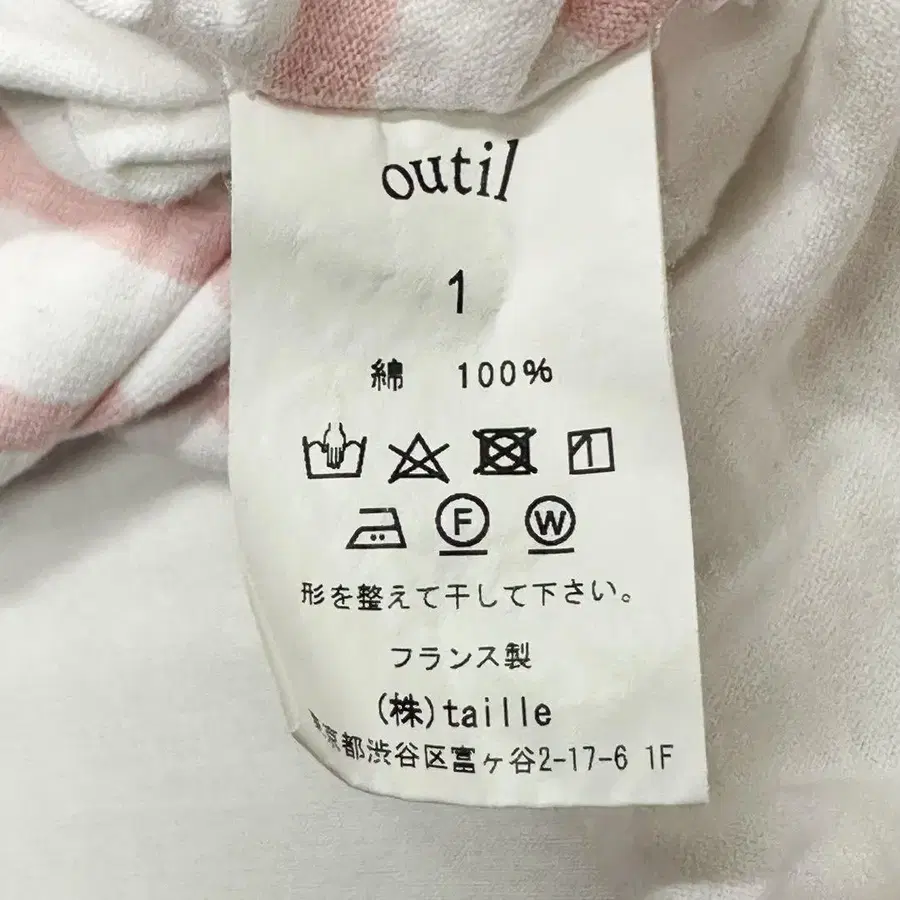 outil
1
綿 100%
F W
形を整えて干して下さい。
フランス製
(株)taille
東京都渋谷区富ヶ谷2-17-6 1F